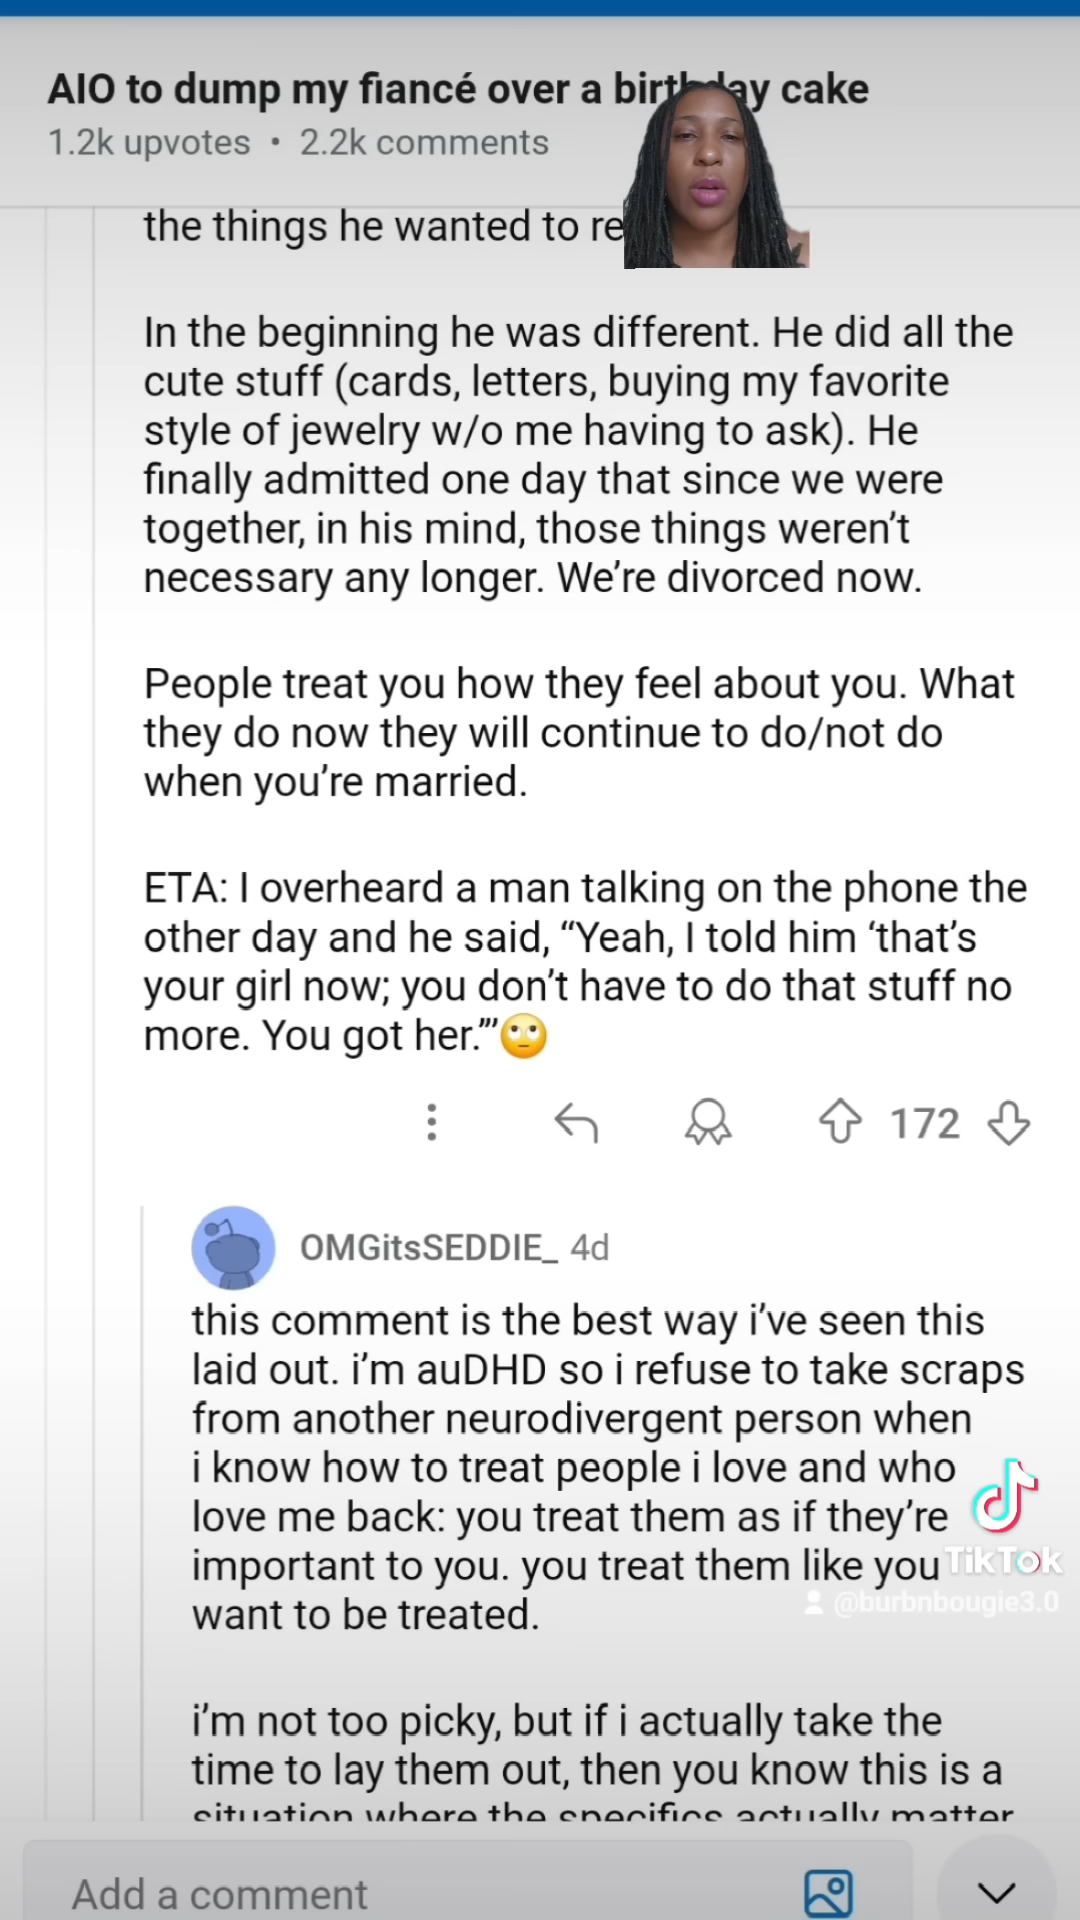 AIO to dump my fiancé over a birthday cake
1.2k upvotes • 2.2k comments
the things he wanted to
In the beginning he was different. He did all the
cute stuff (cards, letters, buying my favorite
style of jewelry w/o me having to ask). He
finally admitted one day that since we were
together, in his mind, those things weren’t
necessary any longer. We’re divorced now.
People treat you how they feel about you. What
they do now they will continue to do/not do
when you’re married.
ETA: I overheard a man talking on the phone the
other day and he said, “Yeah, I told him ‘that’s
your girl now; you don’t have to do that stuff no
more. You got her.’”🙄
172
OMGitsSEDDIE_ 4d
this comment is the best way i’ve seen this
laid out. i’m auDHD so i refuse to take scraps
from another neurodivergent person when
i know how to treat people i love and who
love me back: you treat them as if they’re
important to you. you treat them like you
want to be treated.
TikTok
@burbnbougie3.0
i’m not too picky, but if i actually take the
time to lay them out, then you know this is a
situation where the specifics actually matter
Add a comment